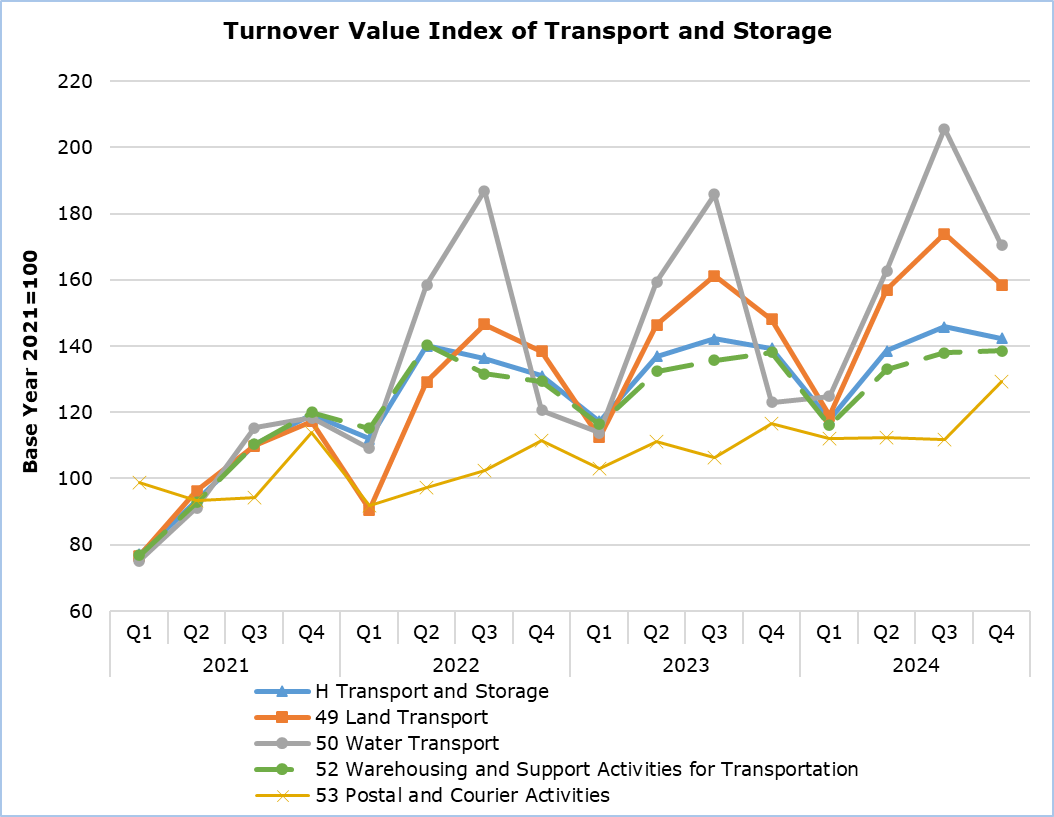 Turnover Value Index of Transport and Storage
220
200
180
160
140
120
100
80
60
Base Year 2021=100
Q1 Q2 Q3 Q4 Q1 Q2 Q3 Q4 Q1 Q2 Q3 Q4 Q1 Q2 Q3 Q4
2021 2022 2023 2024
H Transport and Storage
49 Land Transport
50 Water Transport
52 Warehousing and Support Activities for Transportation
53 Postal and Courier Activities